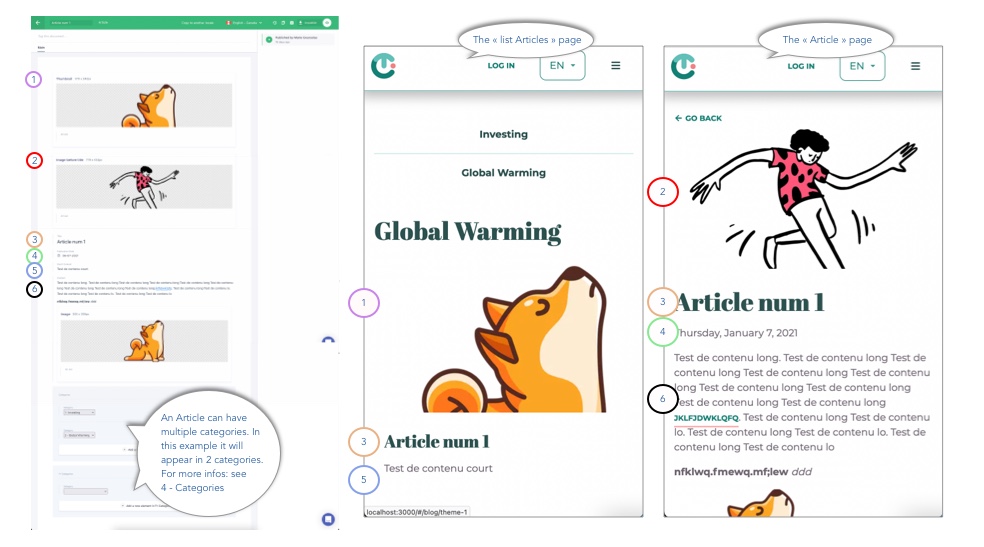 Article num 1
1
Thumbnail
2
3
Article num 1
4
5
Test de contenu court
6
Image
An Article can have
multiple categories. In
this example it will
appear in 2 categories.
For more infos: see
4 - Categories
The « list Articles » page
LOG IN
EN
Investing
Global Warming
Global Warming
1
3
Article num 1
Test de contenu court
5
localhost:3000/#/blog/theme-1
The « Article » page
LOG IN
EN
← GO BACK
2
3
Article num 1
4
Thursday, January 7, 2021
Test de contenu long. Test de contenu long Test de
contenu long Test de contenu long Test de contenu
long Test de contenu long Test de contenu long
Test de contenu long Test de contenu long
6
JKLFJDWKLQFQ. Test de contenu long Test de contenu
lo. Test de contenu long Test de contenu lo. Test de
contenu long Test de contenu lo
nfklwq.fmewq.mf;lew ddd